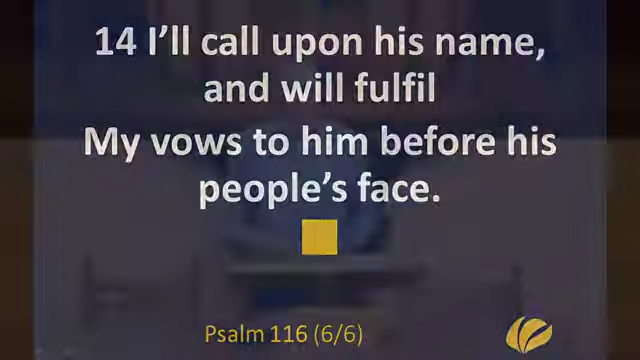 14 I’ll call upon his name,
and will fulfil
My vows to him before his
people’s face.
Psalm 116 (6/6)